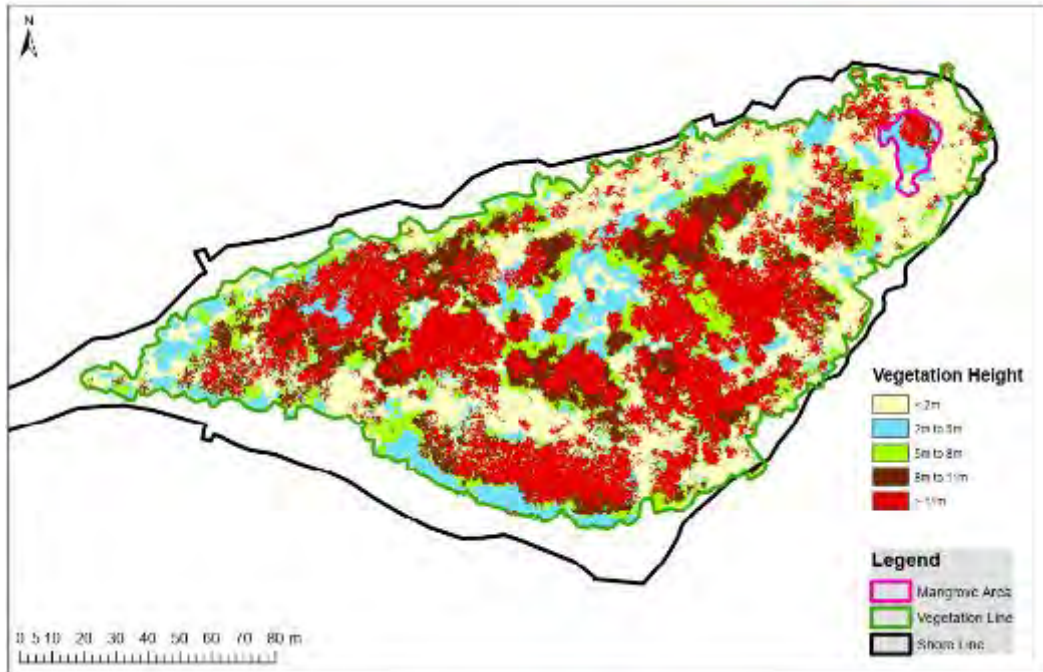 N
Vegetation Height
< 2m
2m to 5m
5m to 8m
8m to 11m
> 11m
Legend
Mangrove Area
Vegetation Line
Shore Line
0 5 10 20 30 40 50 60 70 80 m